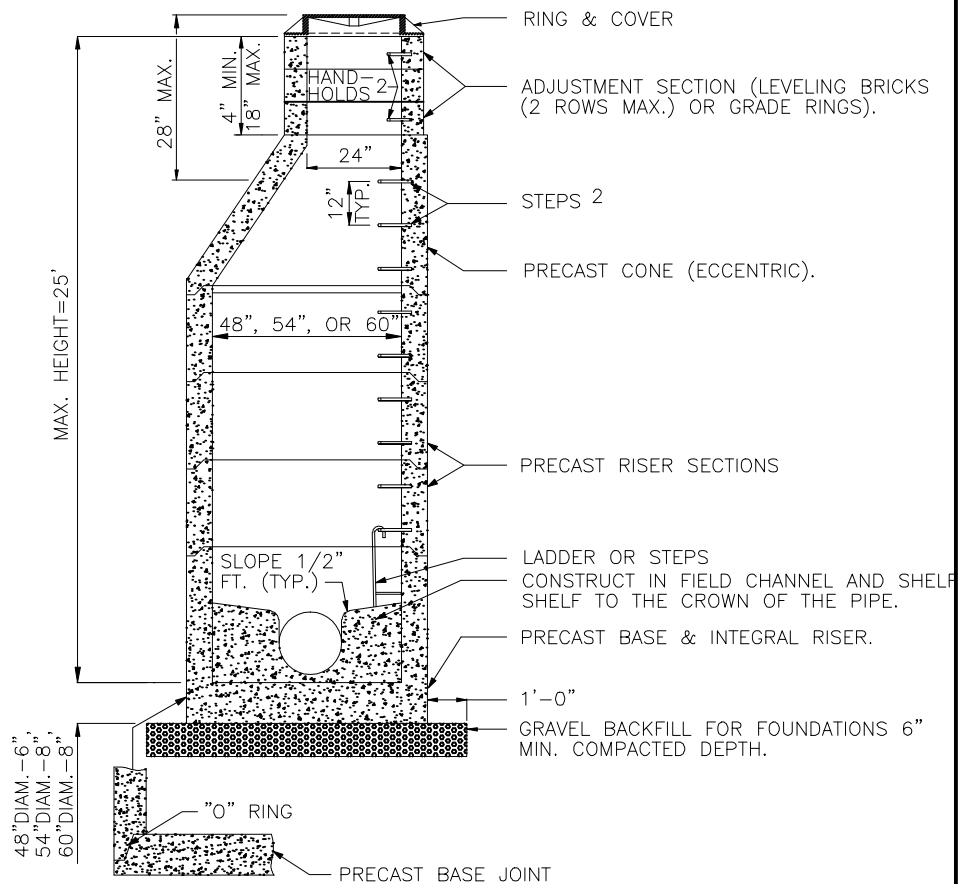 RING & COVER
28" MAX.
4" MIN.
18" MAX.
HAND-
HOLDS 2
ADJUSTMENT SECTION (LEVELING BRICKS
(2 ROWS MAX.) OR GRADE RINGS).
24"
12"
TYP.
STEPS 2
PRECAST CONE (ECCENTRIC).
MAX. HEIGHT=25'
48", 54", OR 60"
PRECAST RISER SECTIONS
SLOPE 1/2"
FT. (TYP.)
LADDER OR STEPS
CONSTRUCT IN FIELD CHANNEL AND SHELF
SHELF TO THE CROWN OF THE PIPE.
PRECAST BASE & INTEGRAL RISER.
1'-0"
GRAVEL BACKFILL FOR FOUNDATIONS 6"
MIN. COMPACTED DEPTH.
48"DIAM.-6",
54"DIAM.-8",
60"DIAM.-8"
"O" RING
PRECAST BASE JOINT